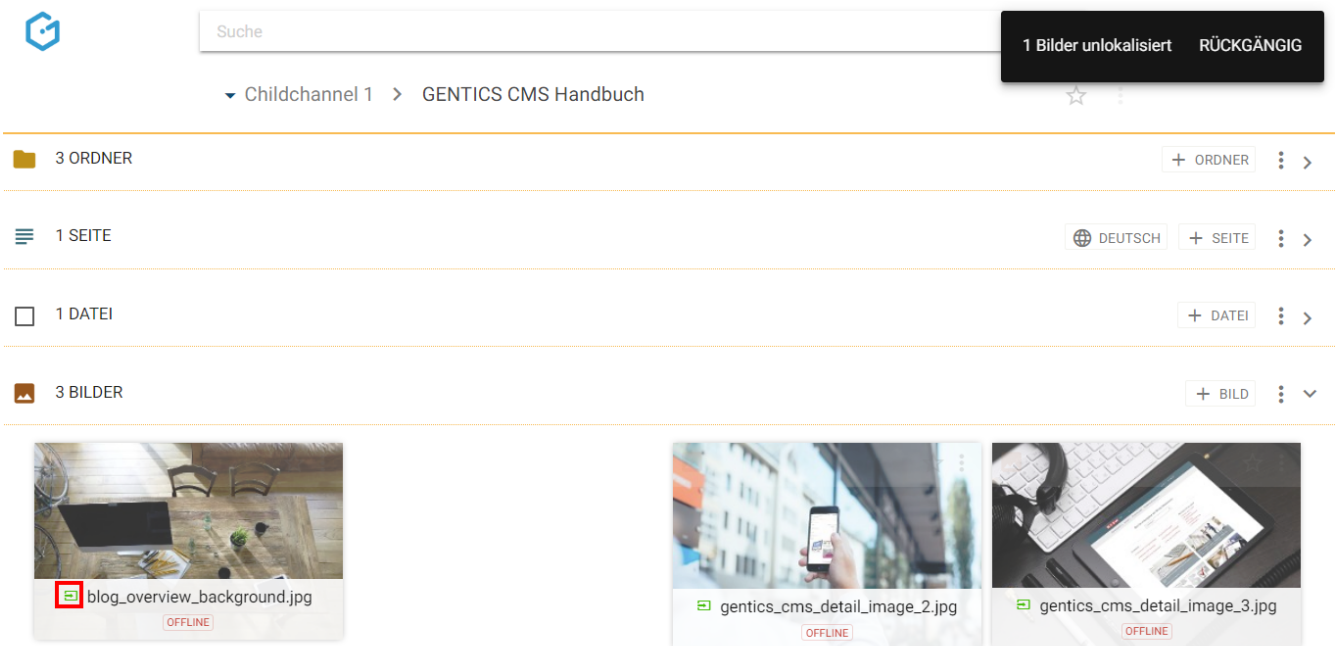 Suche
1 Bilder unlokalisiert RÜCKGÄNGIG
Childchannel 1 > GENTICS CMS Handbuch
3 ORDNER + ORDNER
1 SEITE DEUTSCH + SEITE
1 DATEI + DATEI
3 BILDER + BILD
blog_overview_background.jpg
OFFLINE
gentics_cms_detail_image_2.jpg
OFFLINE
gentics_cms_detail_image_3.jpg
OFFLINE